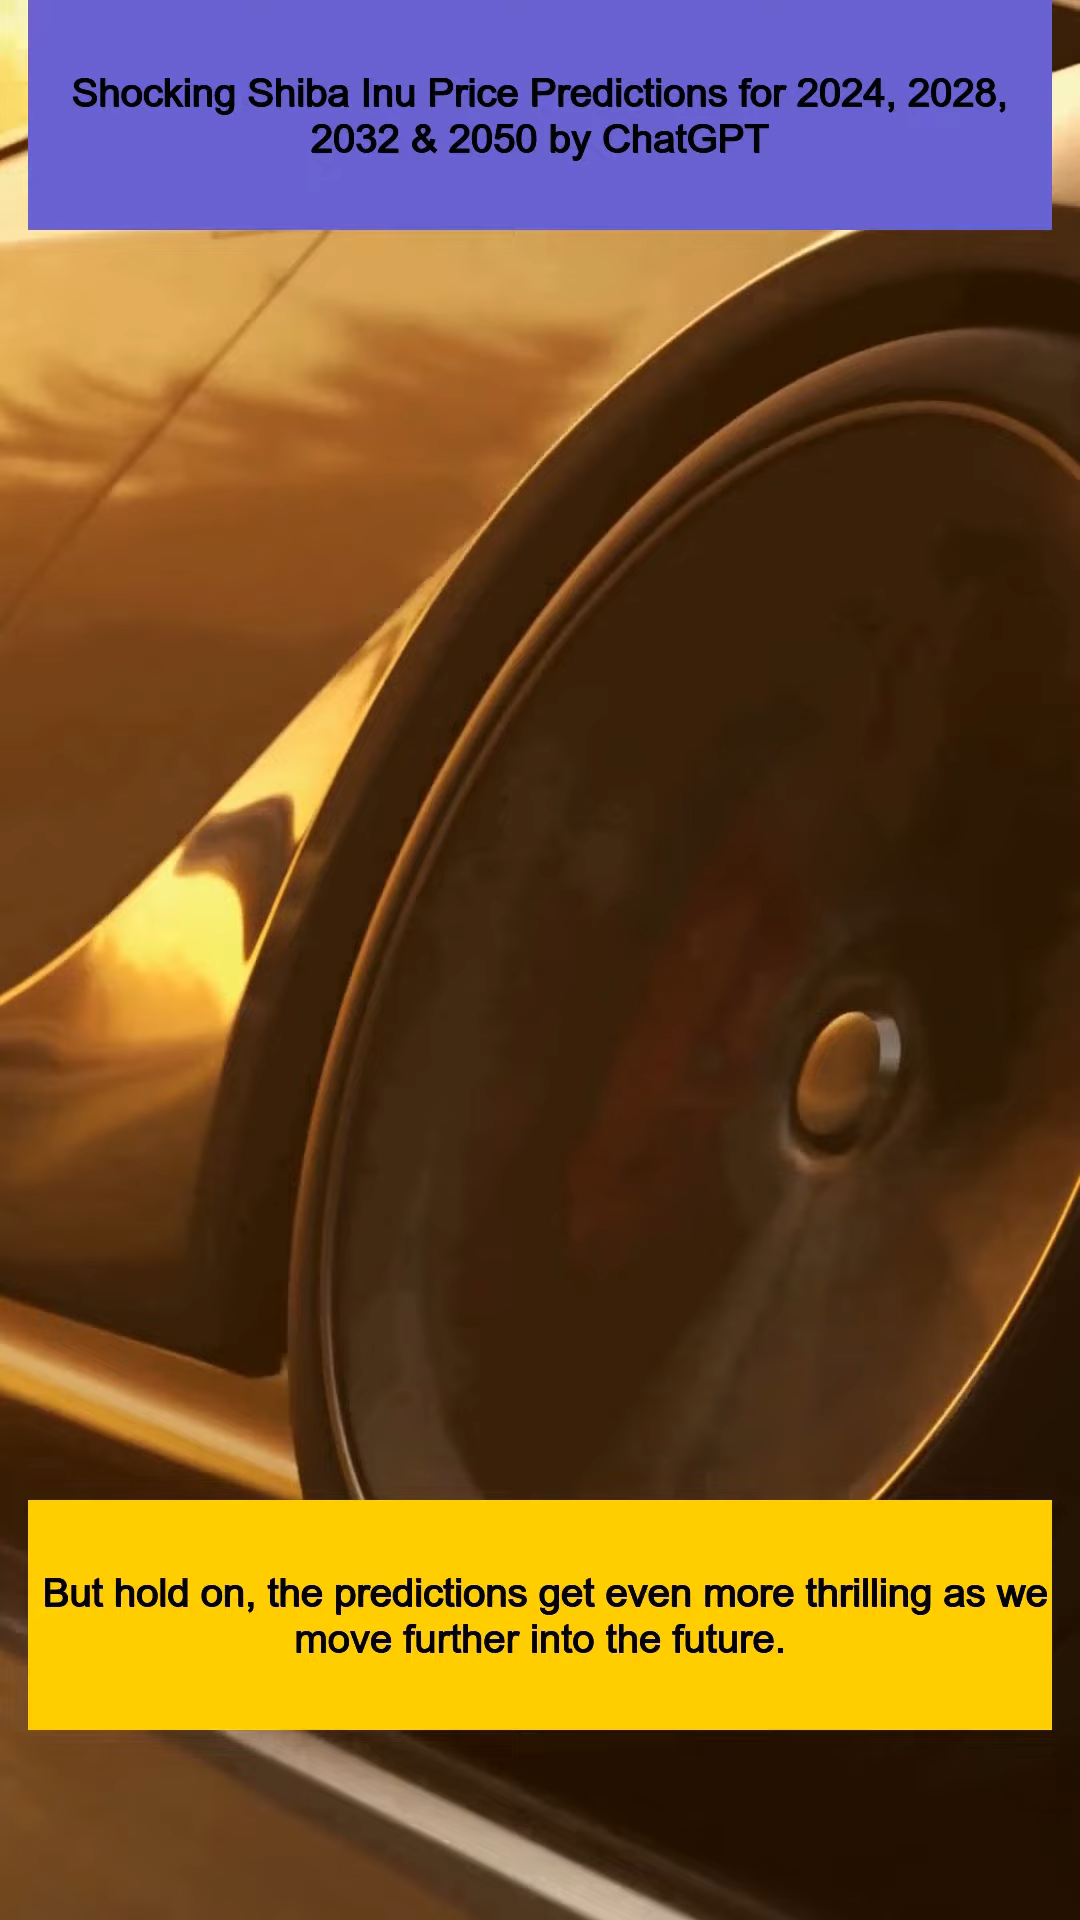 Shocking Shiba Inu Price Predictions for 2024, 2028,
2032 & 2050 by ChatGPT
But hold on, the predictions get even more thrilling as we
move further into the future.